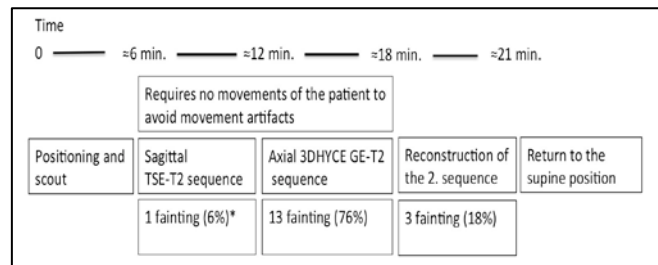 Time
0 ≈6 min. ≈12 min. ≈18 min. ≈21 min.
Requires no movements of the patient to
avoid movement artifacts
Positioning and
scout
Sagittal
TSE-T2 sequence
Axial 3DHYCE GE-T2
sequence
Reconstruction of
the 2. sequence
Return to the
supine position
1 fainting (6%)*
13 fainting (76%)
3 fainting (18%)